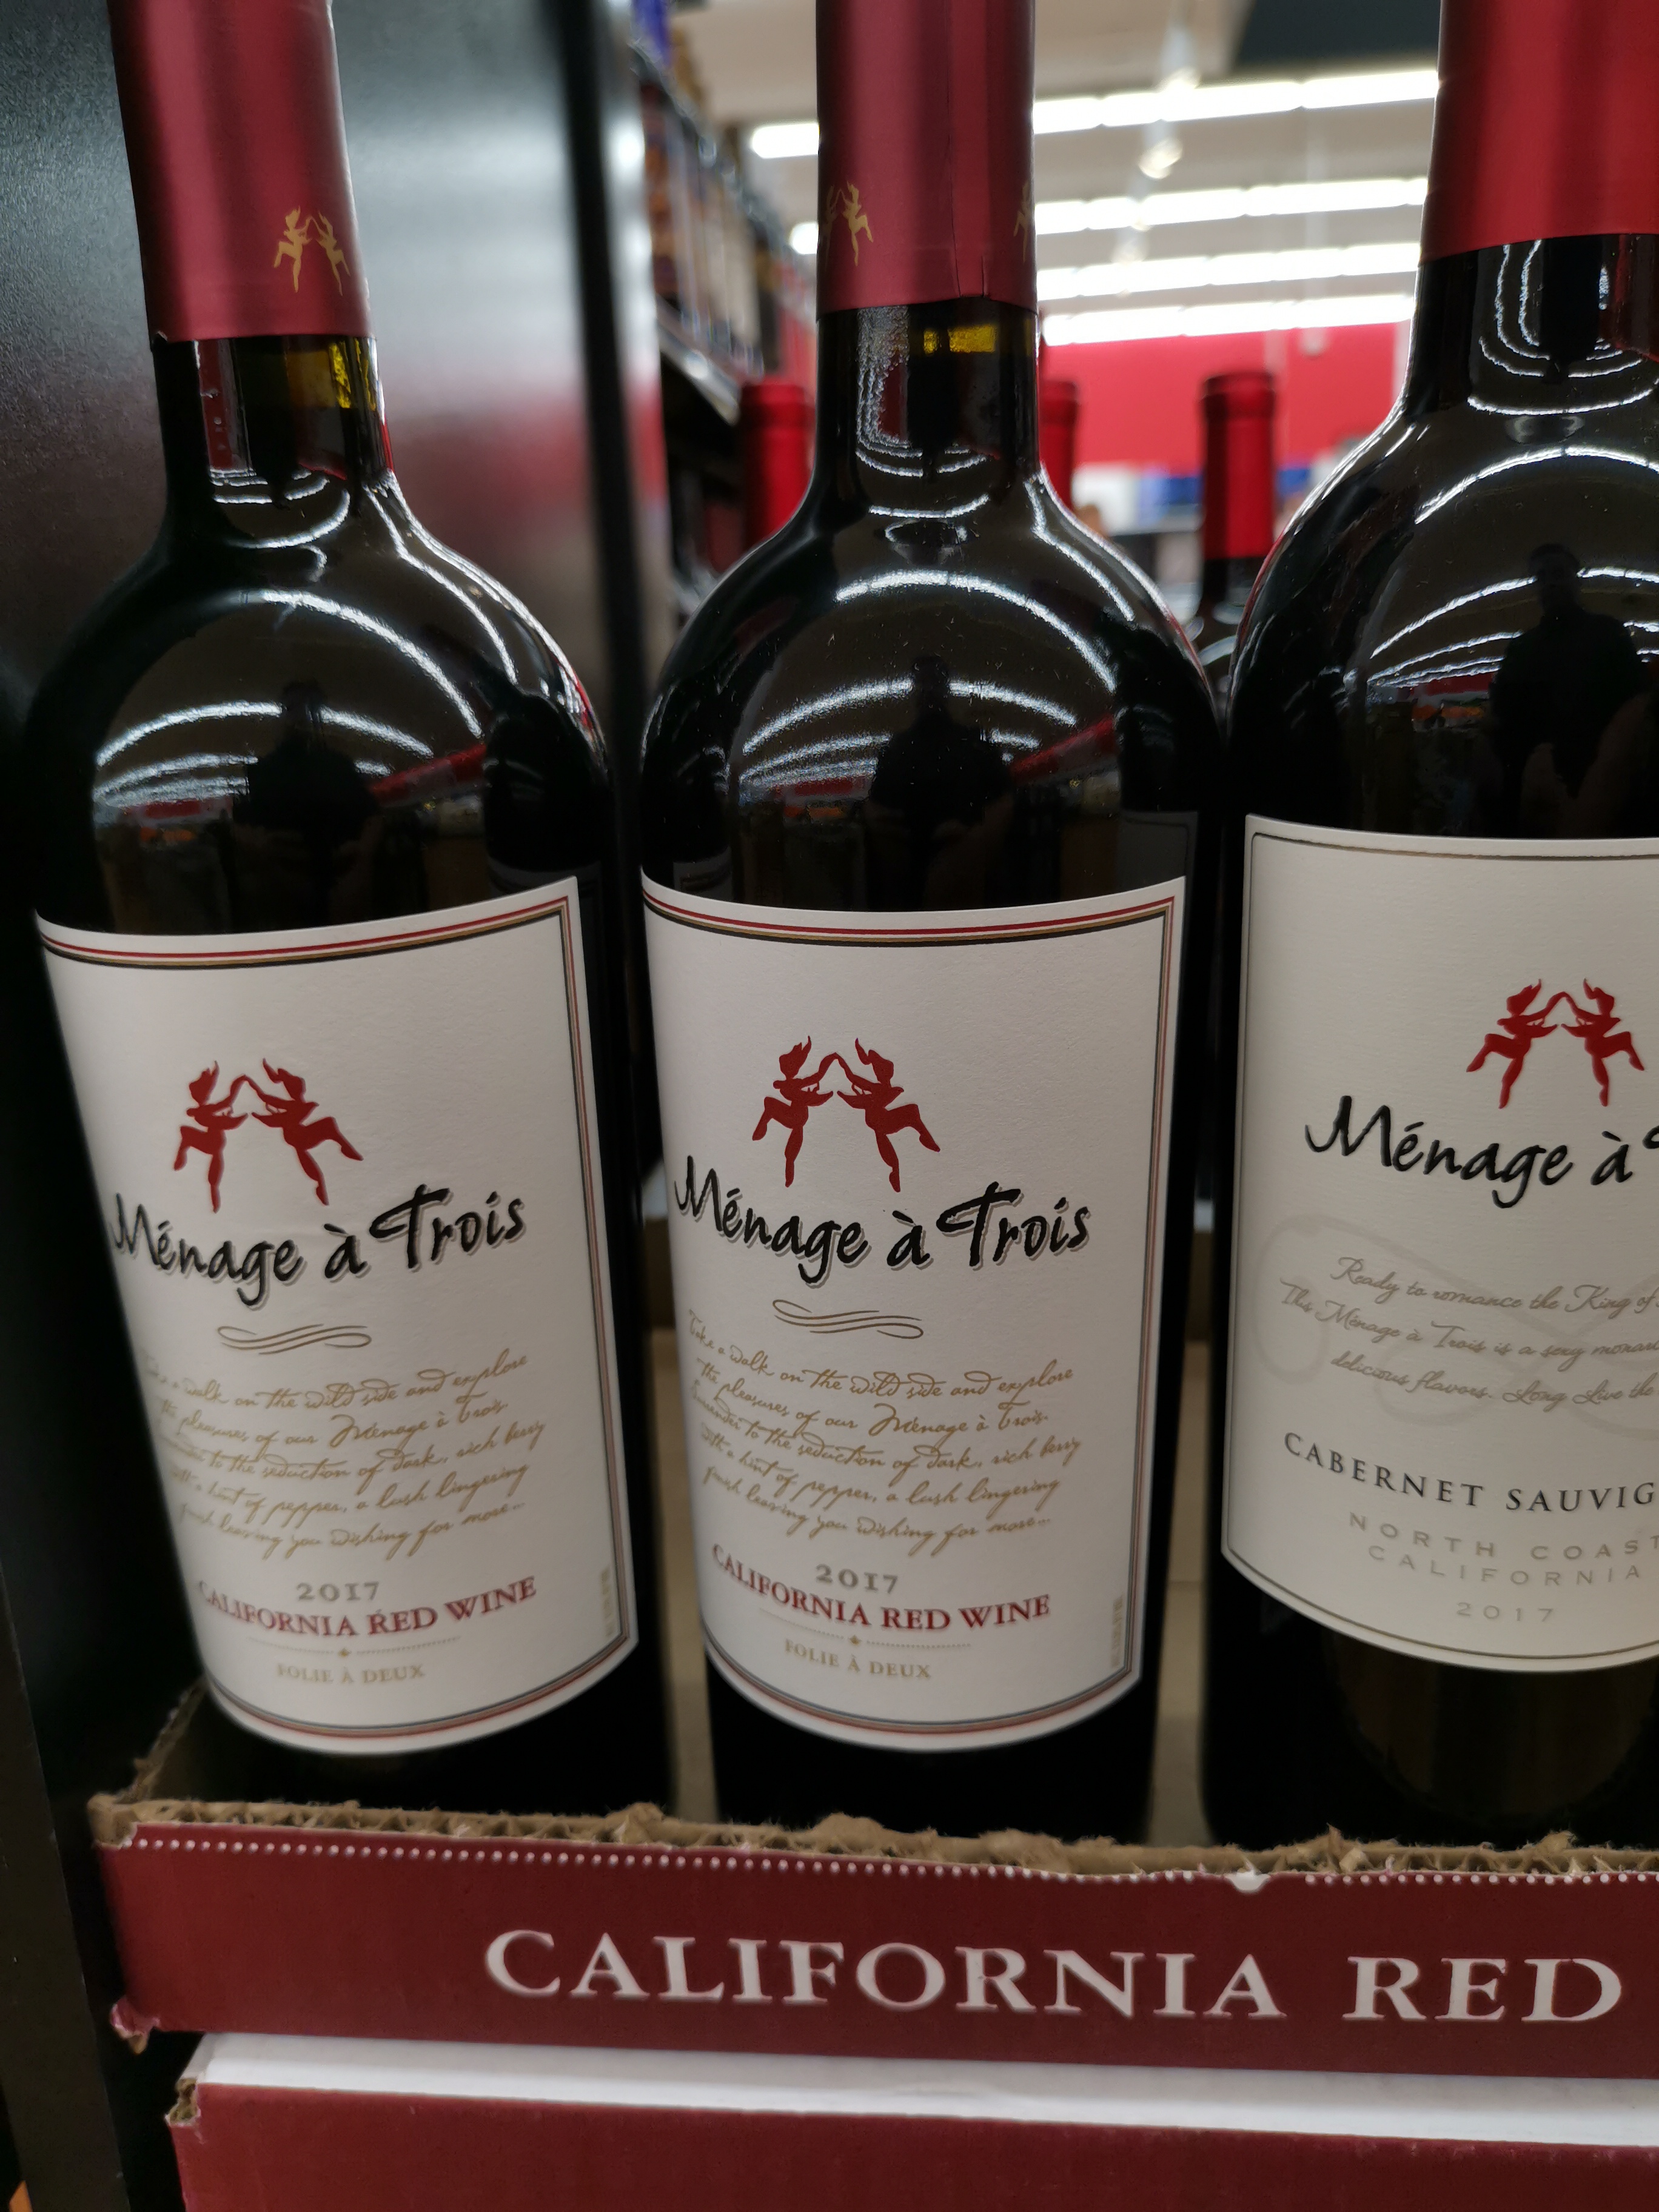 Ménage à Trois
Take a walk on the wild side and explore
the pleasures of our Ménage à Trois.
Surrender to the seduction of dark, rich berry
with a hint of pepper, a lush lingering
finish leaving you wishing for more...
2017
CALIFORNIA RED WINE
FOLIE À DEUX
Ménage à Trois
Take a walk on the wild side and explore
the pleasures of our Ménage à Trois.
Surrender to the seduction of dark, rich berry
with a hint of pepper, a lush lingering
finish leaving you wishing for more...
2017
CALIFORNIA RED WINE
FOLIE À DEUX
Ménage à
Ready to romance the King of
This Ménage à Trois is a sexy
delicious flavors. Long Live the
CABERNET SAUVIG
NORTH COAST
CALIFORNIA
2017
CALIFORNIA RED